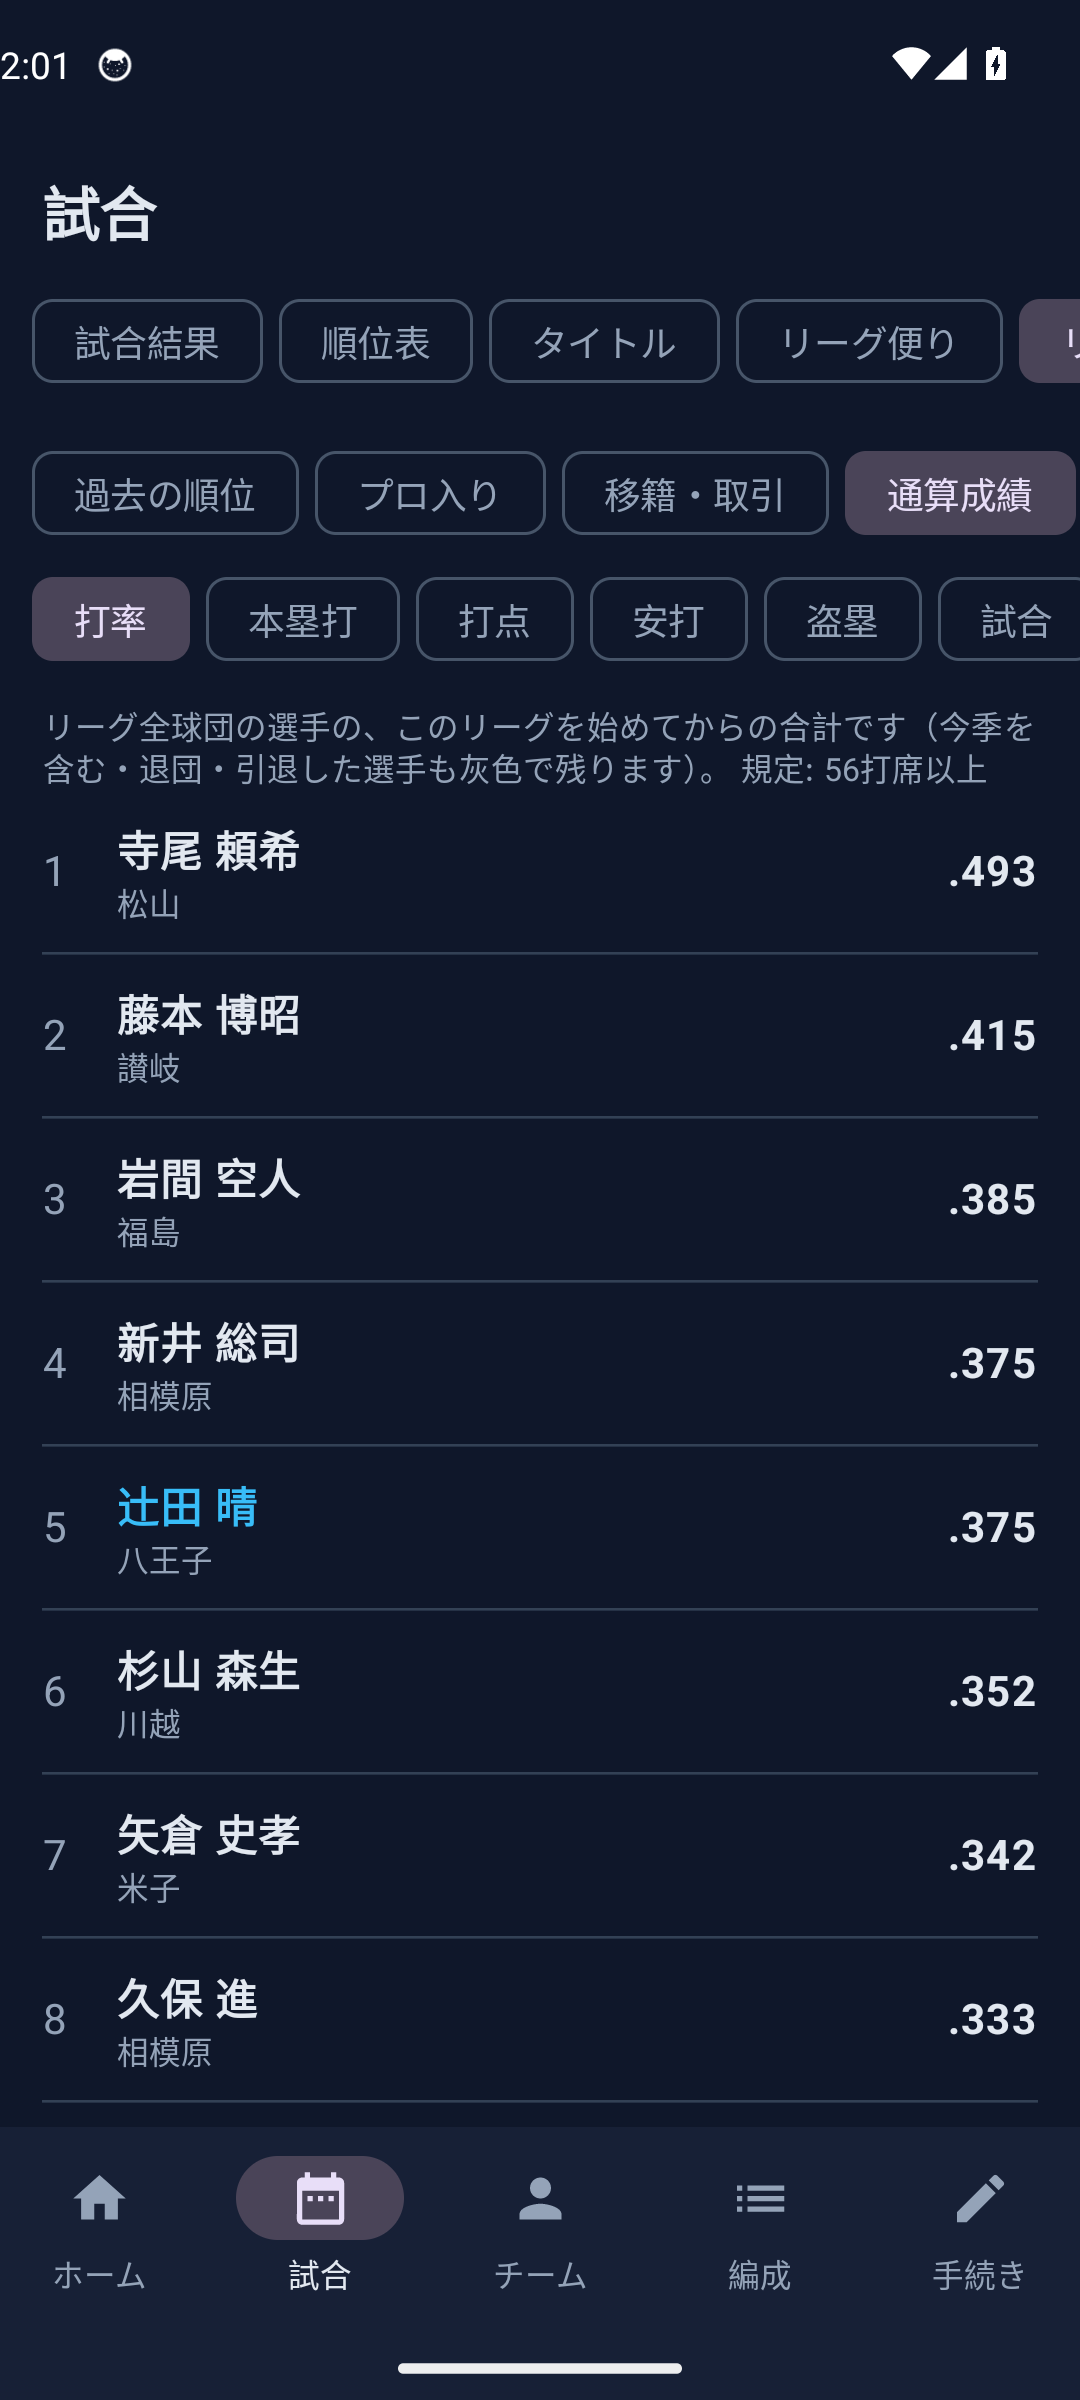 2:01
試合
試合結果 順位表 タイトル リーグ便り
過去の順位 プロ入り 移籍・取引 通算成績
打率 本塁打 打点 安打 盗塁 試合
リーグ全球団の選手の、このリーグを始めてからの合計です（今季を
含む・退団・引退した選手も灰色で残ります）。 規定: 56打席以上
1 寺尾 頼希 .493
松山
2 藤本 博昭 .415
讃岐
3 岩間 空人 .385
福島
4 新井 総司 .375
相模原
5 辻田 晴 .375
八王子
6 杉山 森生 .352
川越
7 矢倉 史孝 .342
米子
8 久保 進 .333
相模原
ホーム 試合 チーム 編成 手続き